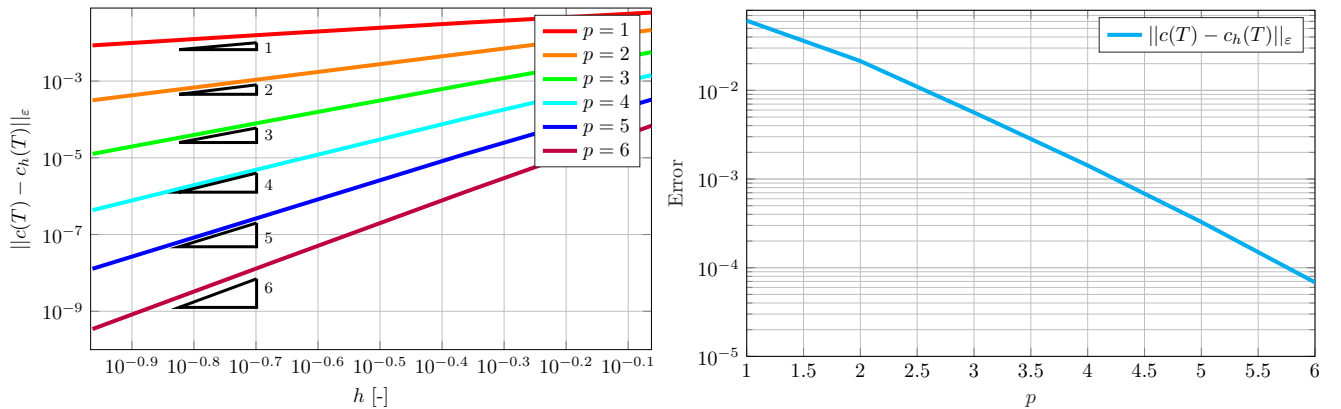 ||c(T) − c_h(T)||_ε
10^{−3}
10^{−5}
10^{−7}
10^{−9}
1
2
3
4
5
6
p = 1
p = 2
p = 3
p = 4
p = 5
p = 6
10^{−0.9} 10^{−0.8} 10^{−0.7} 10^{−0.6} 10^{−0.5} 10^{−0.4} 10^{−0.3} 10^{−0.2} 10^{−0.1}
h [-]
Error
10^{−2}
10^{−3}
10^{−4}
10^{−5}
||c(T) − c_h(T)||_ε
1 1.5 2 2.5 3 3.5 4 4.5 5 5.5 6
p